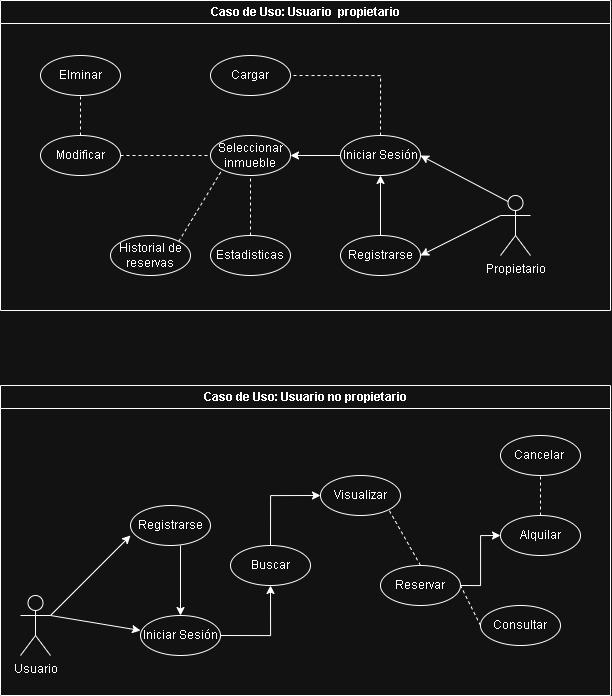 Caso de Uso: Usuario  propietario
Elminar
Cargar
Modificar
Seleccionar
inmueble
Iniciar Sesión
Historial de
reservas
Estadisticas
Registrarse
Propietario
Caso de Uso: Usuario no propietario
Cancelar
Visualizar
Registrarse
Alquilar
Buscar
Reservar
Consultar
Iniciar Sesión
Usuario